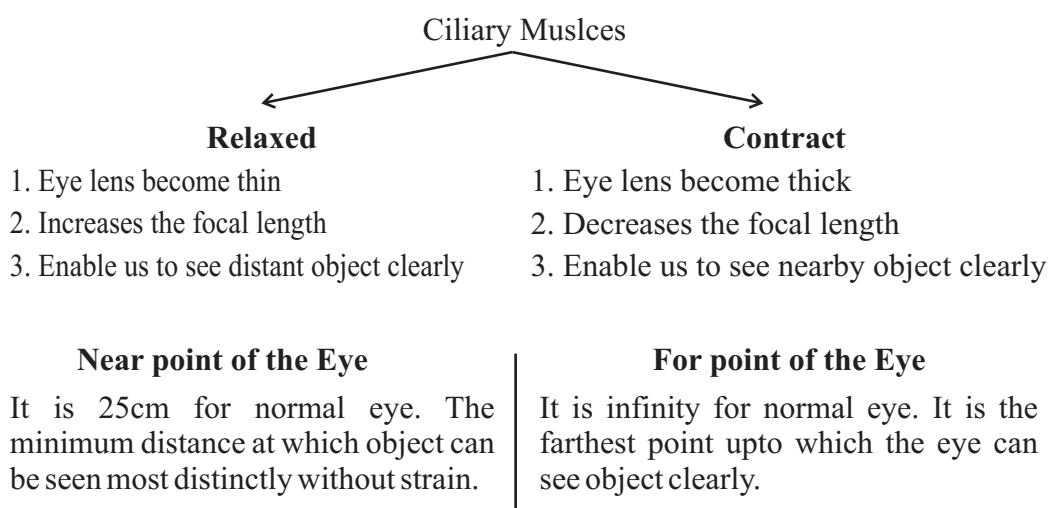 Ciliary Muslces
Relaxed
1. Eye lens become thin
2. Increases the focal length
3. Enable us to see distant object clearly
Contract
1. Eye lens become thick
2. Decreases the focal length
3. Enable us to see nearby object clearly
Near point of the Eye
It is 25cm for normal eye. The
minimum distance at which object can
be seen most distinctly without strain.
For point of the Eye
It is infinity for normal eye. It is the
farthest point upto which the eye can
see object clearly.